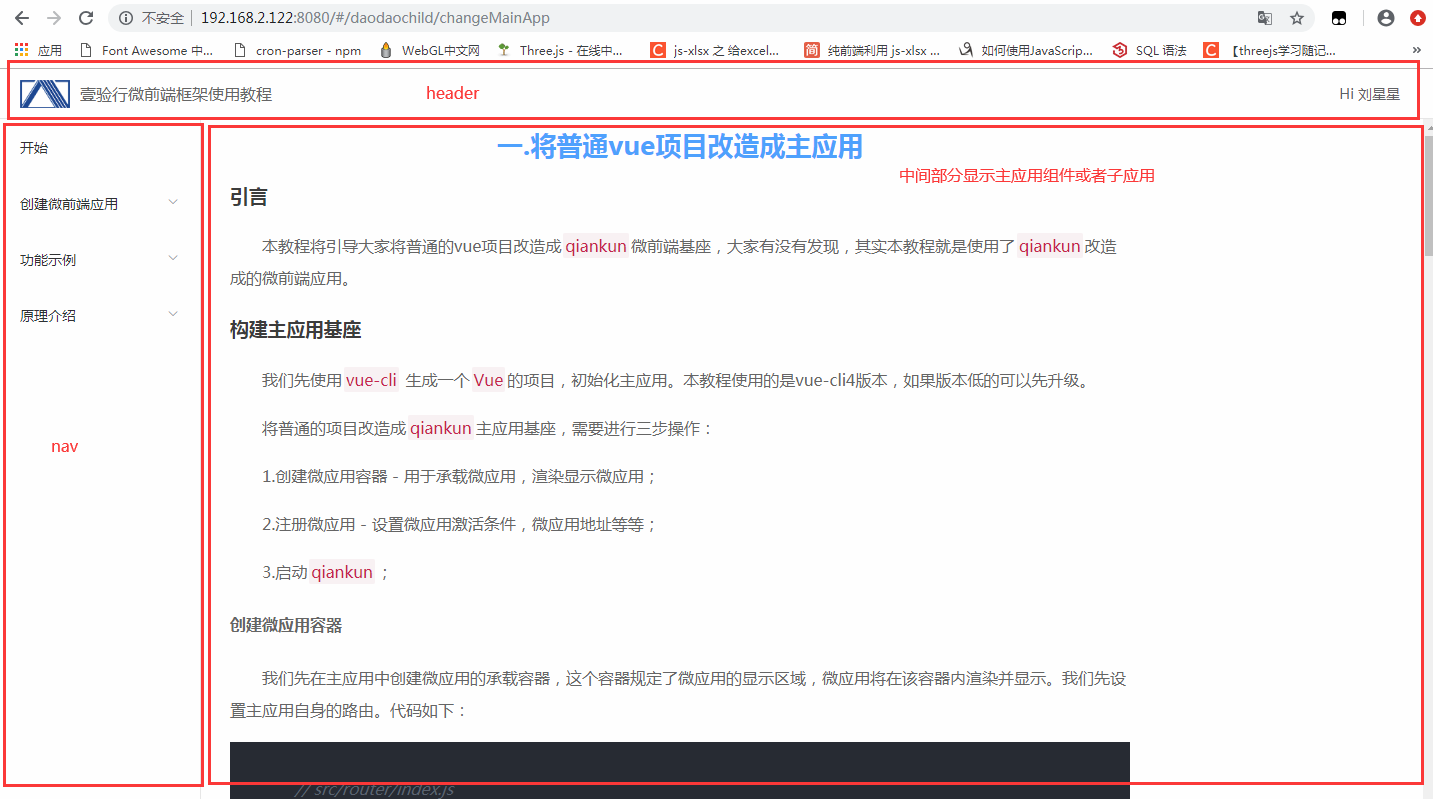 不安全 192.168.2.122:8080/#/daodaochild/changeMainApp
应用 Font Awesome 中... cron-parser - npm WebGL中文网 Three.js - 在线中... C js-xlsx 之 给excel... 简 纯前端利用 js-xlsx ... 如何使用JavaScrip... SQL 语法 C 【threejs学习随记... »
壹验行微前端框架使用教程 header Hi 刘星星
开始
创建微前端应用
功能示例
原理介绍
nav
一.将普通vue项目改造成主应用
中间部分显示主应用组件或者子应用
引言
本教程将引导大家将普通的vue项目改造成 qiankun 微前端基座，大家有没有发现，其实本教程就是使用了 qiankun 改造
成的微前端应用。
构建主应用基座
我们先使用 vue-cli 生成一个 Vue 的项目，初始化主应用。本教程使用的是vue-cli4版本，如果版本低的可以先升级。
将普通的项目改造成 qiankun 主应用基座，需要进行三步操作：
1.创建微应用容器 - 用于承载微应用，渲染显示微应用；
2.注册微应用 - 设置微应用激活条件，微应用地址等等；
3.启动 qiankun ；
创建微应用容器
我们先在主应用中创建微应用的承载容器，这个容器规定了微应用的显示区域，微应用将在该容器内渲染并显示。我们先设
置主应用自身的路由。代码如下：
// src/router/index.js